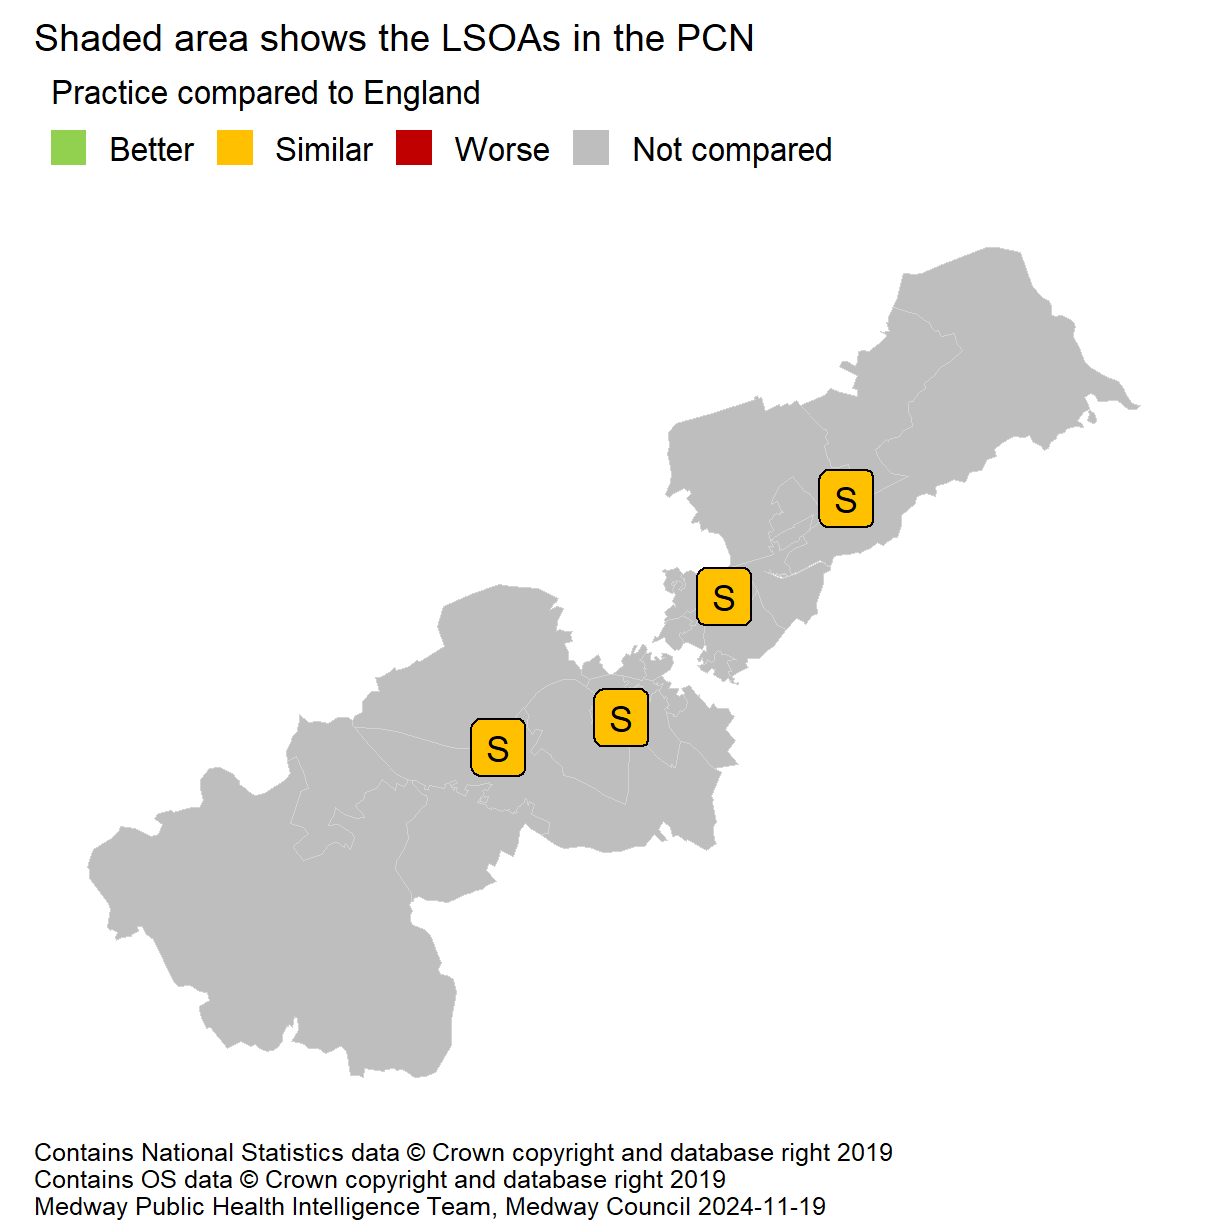 Shaded area shows the LSOAs in the PCN
Practice compared to England
Better Similar Worse Not compared
S
S
S
S
Contains National Statistics data © Crown copyright and database right 2019
Contains OS data © Crown copyright and database right 2019
Medway Public Health Intelligence Team, Medway Council 2024-11-19